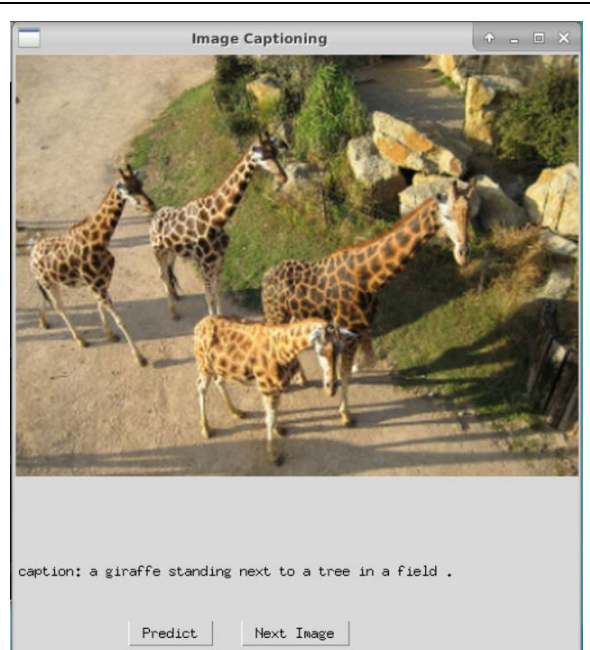 Image Captioning
caption: a giraffe standing next to a tree in a field .
Predict Next Image